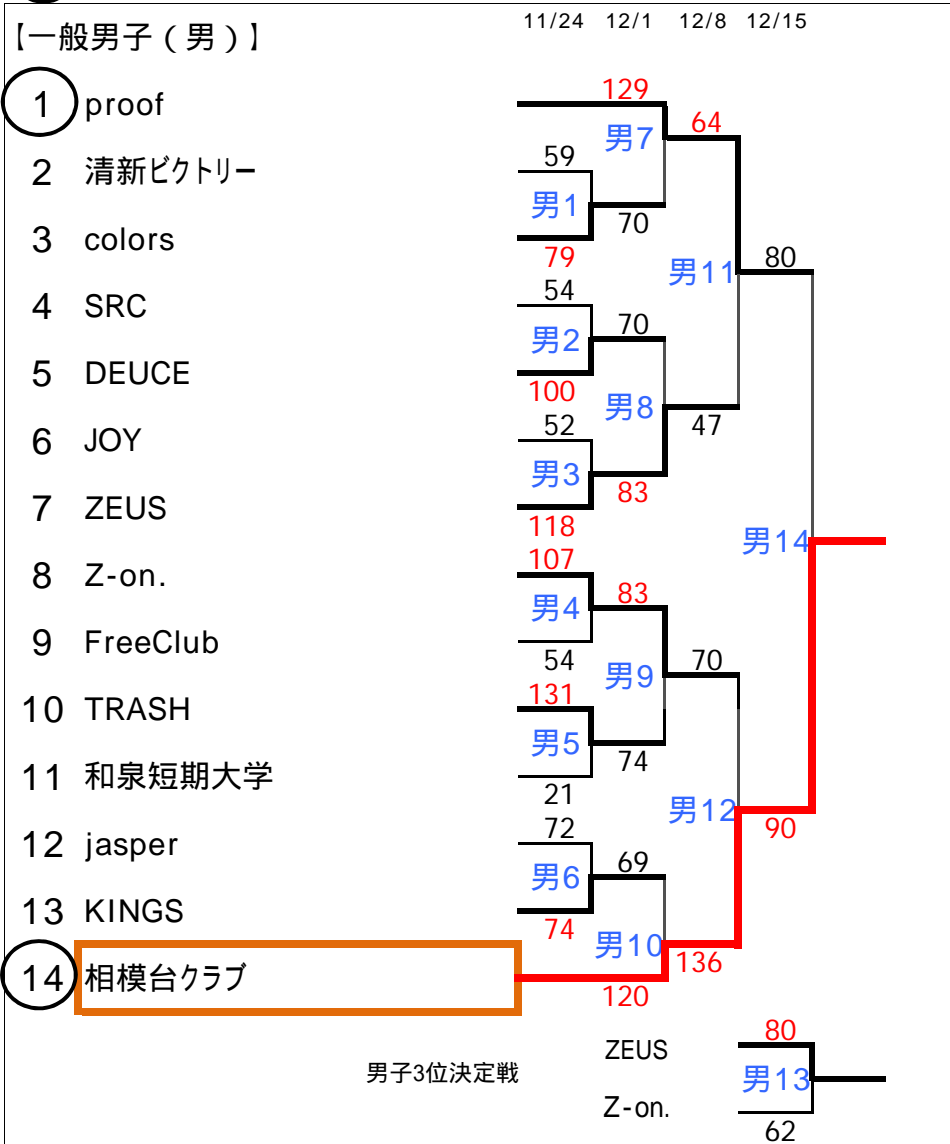 【一般男子(男)】
11/24 12/1 12/8 12/15
1 proof
129
64
男7
2 清新ビクトリー
59
男1
70
3 colors
79
男11
80
4 SRC
54
70
男2
5 DEUCE
100
男8
47
6 JOY
52
男3
83
7 ZEUS
118
男14
8 Z-on.
107
83
男4
9 FreeClub
54
男9
70
10 TRASH
131
男5
74
11 和泉短期大学
21
男12
90
12 jasper
72
69
男6
13 KINGS
74
男10
136
14 相模台クラブ
120
男子3位決定戦
ZEUS
80
男13
Z-on.
62